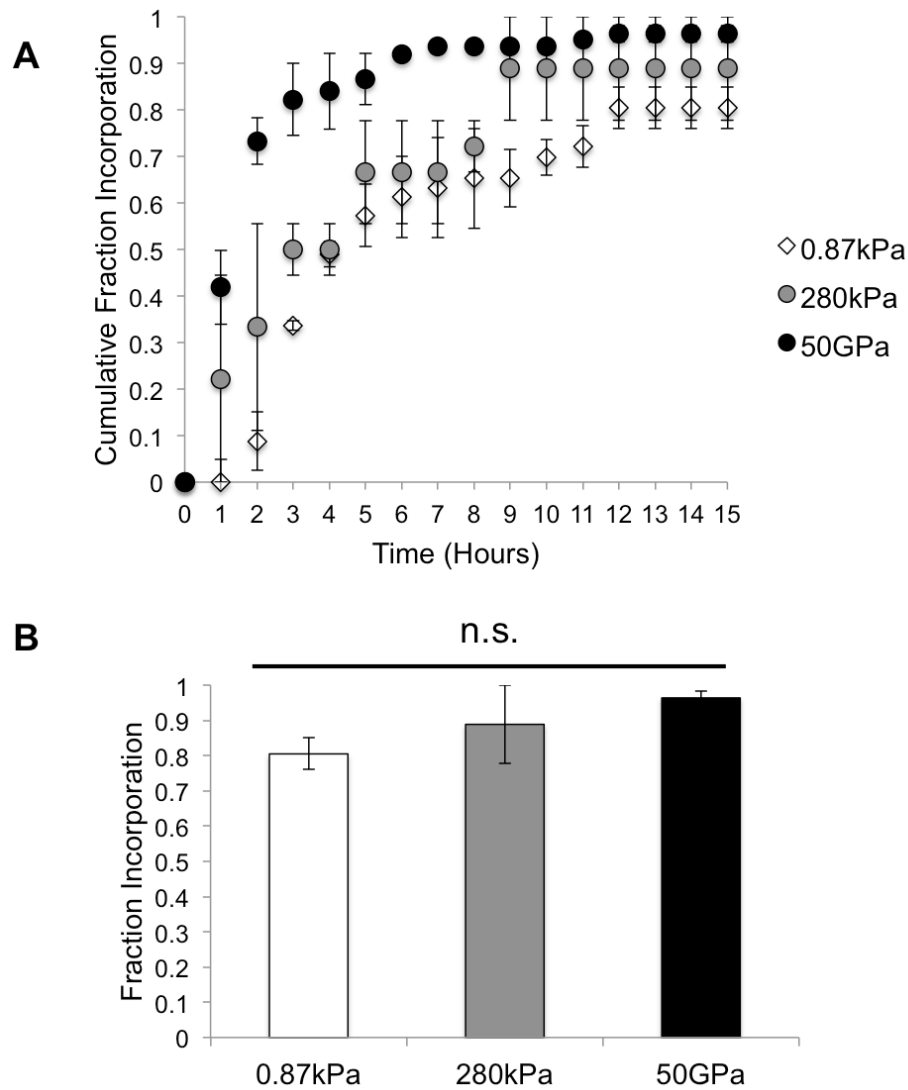 A
Cumulative Fraction Incorporation
1
0.9
0.8
0.7
0.6
0.5
0.4
0.3
0.2
0.1
0
0 1 2 3 4 5 6 7 8 9 10 11 12 13 14 15
Time (Hours)
0.87kPa
280kPa
50GPa
B
n.s.
Fraction Incorporation
1
0.9
0.8
0.7
0.6
0.5
0.4
0.3
0.2
0.1
0
0.87kPa 280kPa 50GPa